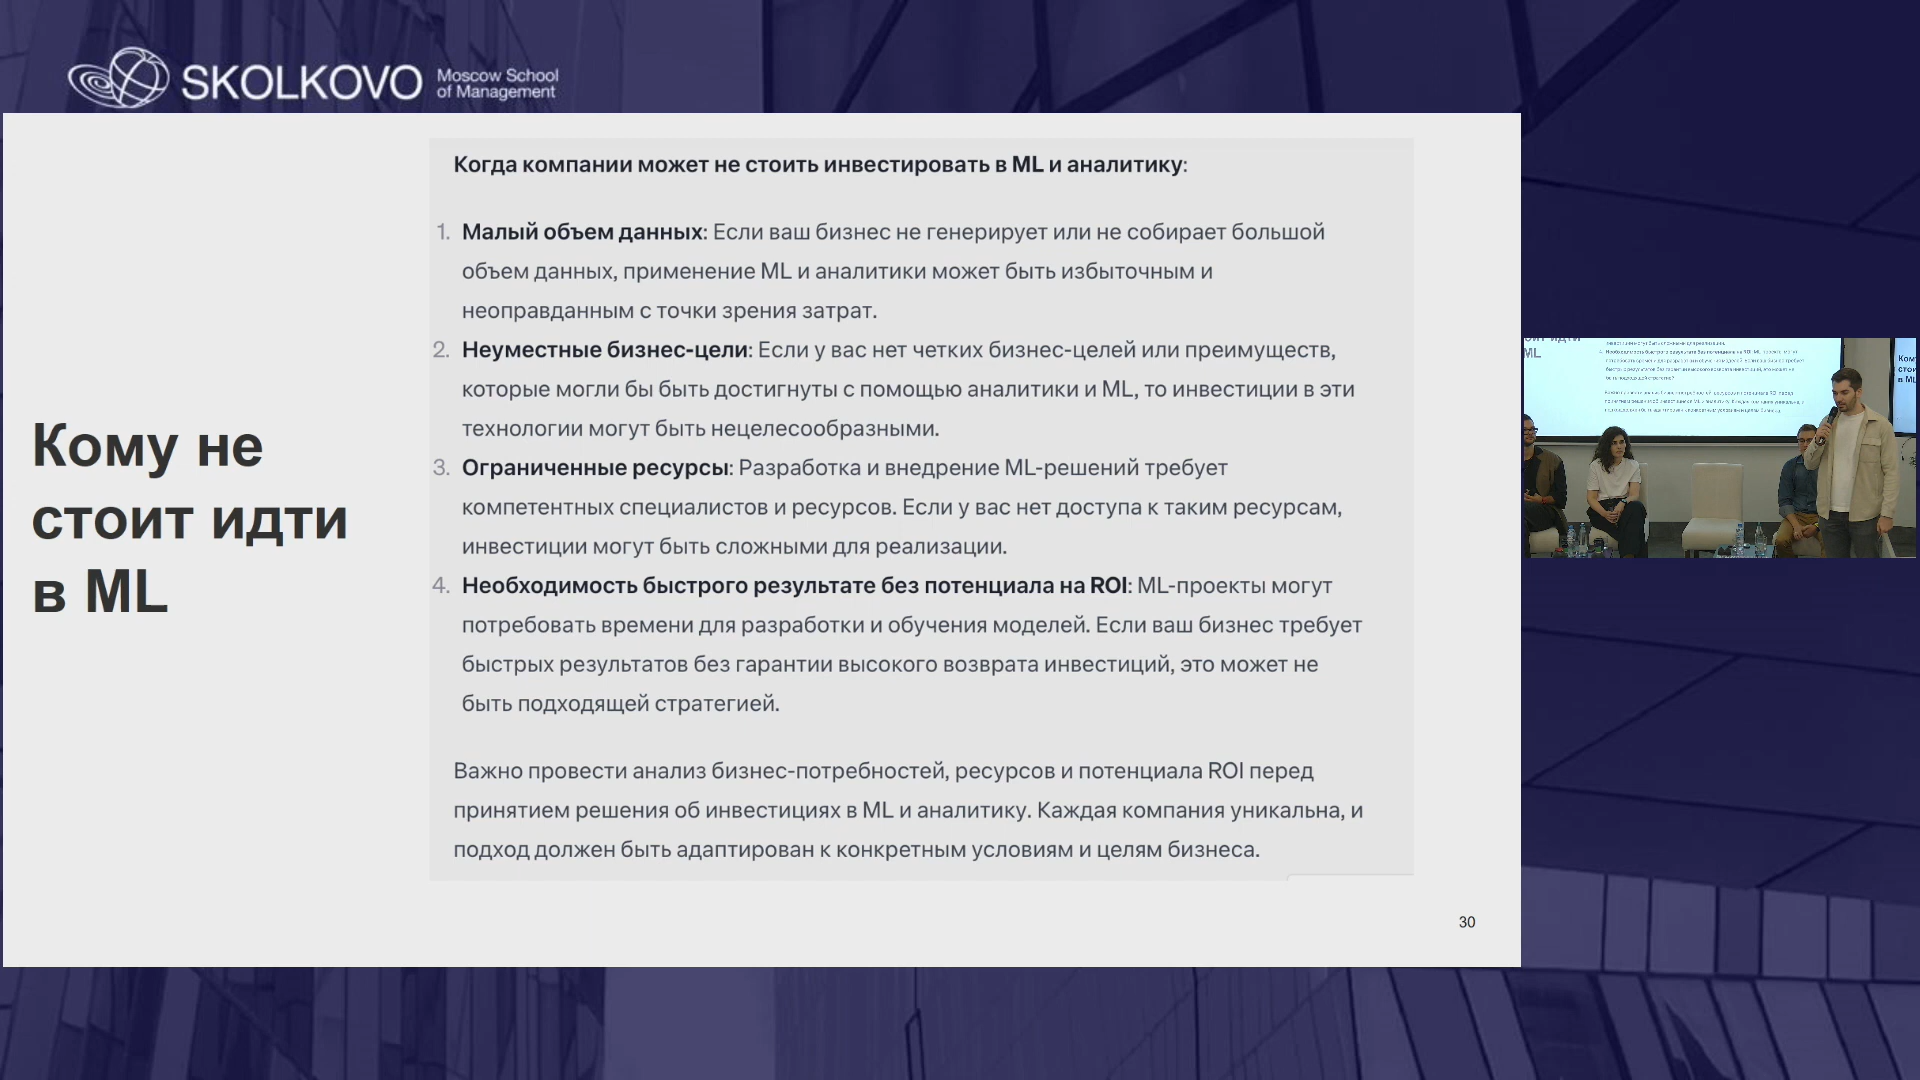 SKOLKOVO
Moscow School
of Management
Кому не
стоит идти
в ML
Когда компании может не стоить инвестировать в ML и аналитику:
1. Малый объем данных: Если ваш бизнес не генерирует или не собирает большой
объем данных, применение ML и аналитики может быть избыточным и
неоправданным с точки зрения затрат.
2. Неуместные бизнес-цели: Если у вас нет четких бизнес-целей или преимуществ,
которые могли бы быть достигнуты с помощью аналитики и ML, то инвестиции в эти
технологии могут быть нецелесообразными.
3. Ограниченные ресурсы: Разработка и внедрение ML-решений требует
компетентных специалистов и ресурсов. Если у вас нет доступа к таким ресурсам,
инвестиции могут быть сложными для реализации.
4. Необходимость быстрого результате без потенциала на ROI: ML-проекты могут
потребовать времени для разработки и обучения моделей. Если ваш бизнес требует
быстрых результатов без гарантии высокого возврата инвестиций, это может не
быть подходящей стратегией.
Важно провести анализ бизнес-потребностей, ресурсов и потенциала ROI перед
принятием решения об инвестициях в ML и аналитику. Каждая компания уникальна, и
подход должен быть адаптирован к конкретным условиям и целям бизнеса.
30